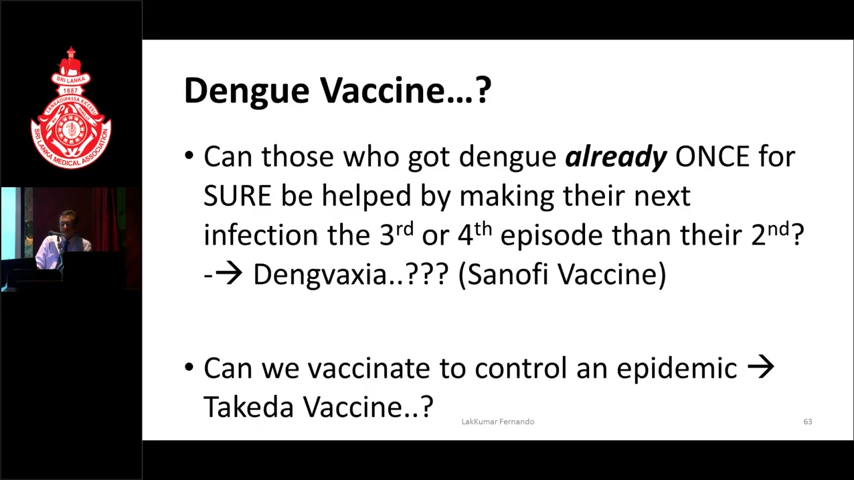 SRI LANKA
1887
SRI LANKA MEDICAL ASSOCIATION
Dengue Vaccine…?
• Can those who got dengue already ONCE for
SURE be helped by making their next
infection the 3rd or 4th episode than their 2nd?
-→ Dengvaxia..??? (Sanofi Vaccine)
• Can we vaccinate to control an epidemic →
Takeda Vaccine..?
LakKumar Fernando
63